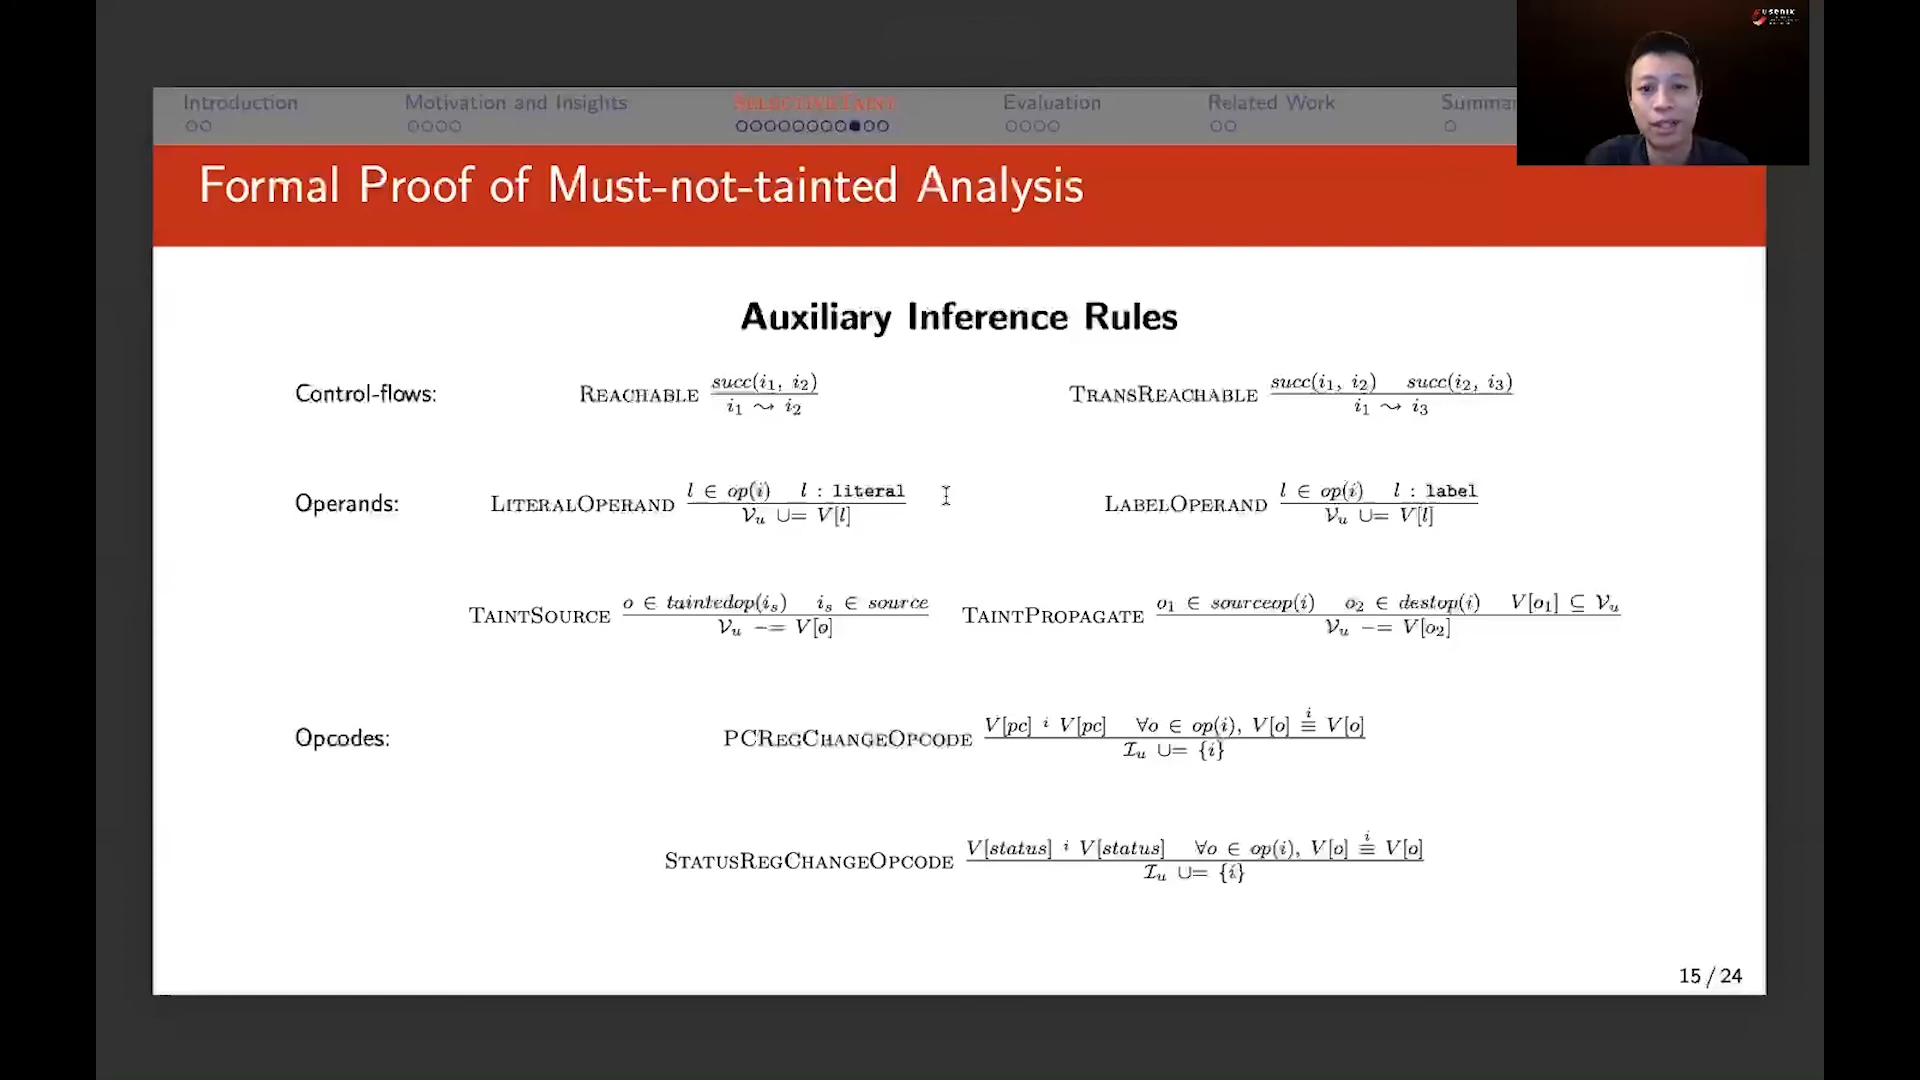 usenix
Introduction Motivation and Insights SelectiveTaint Evaluation Related Work Summar
Formal Proof of Must-not-tainted Analysis
Auxiliary Inference Rules
Control-flows: Reachable succ(i₁, i₂) / i₁ ⇝ i₂ TransReachable succ(i₁, i₂) succ(i₂, i₃) / i₁ ⇝ i₃
Operands: LiteralOperand l ∈ op(i) l : literal / 𝒱ᵤ ∪= V[l] LabelOperand l ∈ op(i) l : label / 𝒱ᵤ ∪= V[l]
TaintSource o ∈ taintedop(iₛ) iₛ ∈ source / 𝒱ᵤ −= V[o] TaintPropagate o₁ ∈ sourceop(i) o₂ ∈ destop(i) V[o₁] ⊆ 𝒱ᵤ / 𝒱ᵤ −= V[o₂]
Opcodes: PCRegChangeOpcode V[pc] i V[pc] ∀o ∈ op(i), V[o] ≡ⁱ V[o] / ℐᵤ ∪= {i}
StatusRegChangeOpcode V[status] i V[status] ∀o ∈ op(i), V[o] ≡ⁱ V[o] / ℐᵤ ∪= {i}
15 / 24